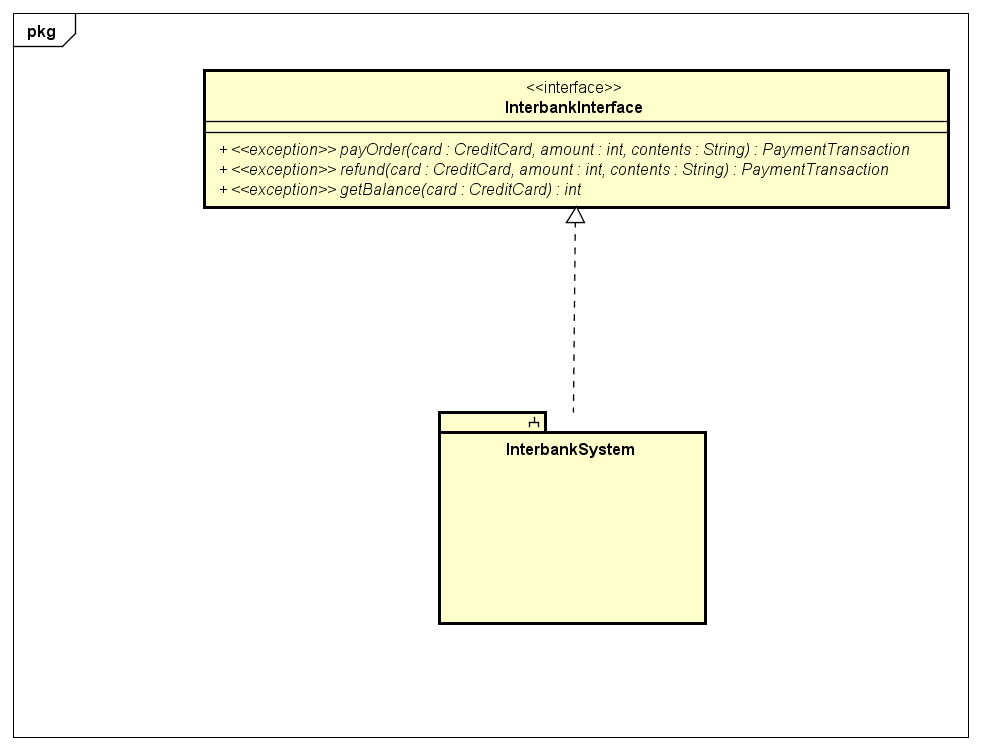 pkg
<<interface>>
InterbankInterface
+ <<exception>> payOrder(card : CreditCard, amount : int, contents : String) : PaymentTransaction
+ <<exception>> refund(card : CreditCard, amount : int, contents : String) : PaymentTransaction
+ <<exception>> getBalance(card : CreditCard) : int
InterbankSystem